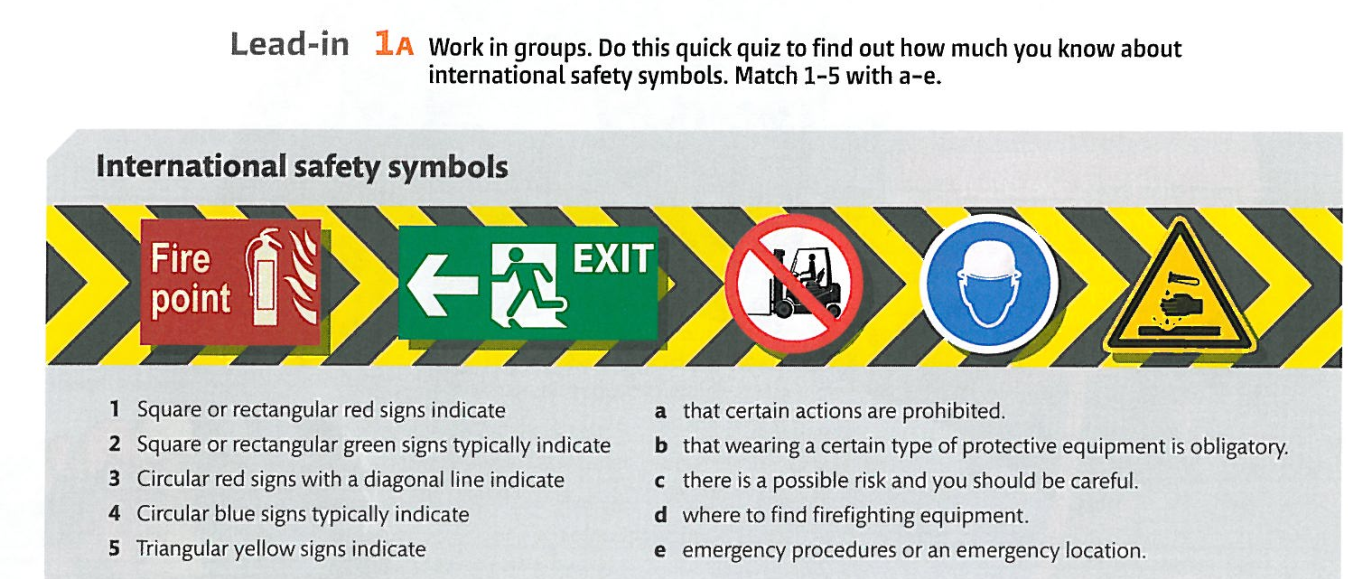 Lead-in 1A Work in groups. Do this quick quiz to find out how much you know about
international safety symbols. Match 1–5 with a–e.
International safety symbols
Fire
point
EXIT
1 Square or rectangular red signs indicate
2 Square or rectangular green signs typically indicate
3 Circular red signs with a diagonal line indicate
4 Circular blue signs typically indicate
5 Triangular yellow signs indicate
a that certain actions are prohibited.
b that wearing a certain type of protective equipment is obligatory.
c there is a possible risk and you should be careful.
d where to find firefighting equipment.
e emergency procedures or an emergency location.